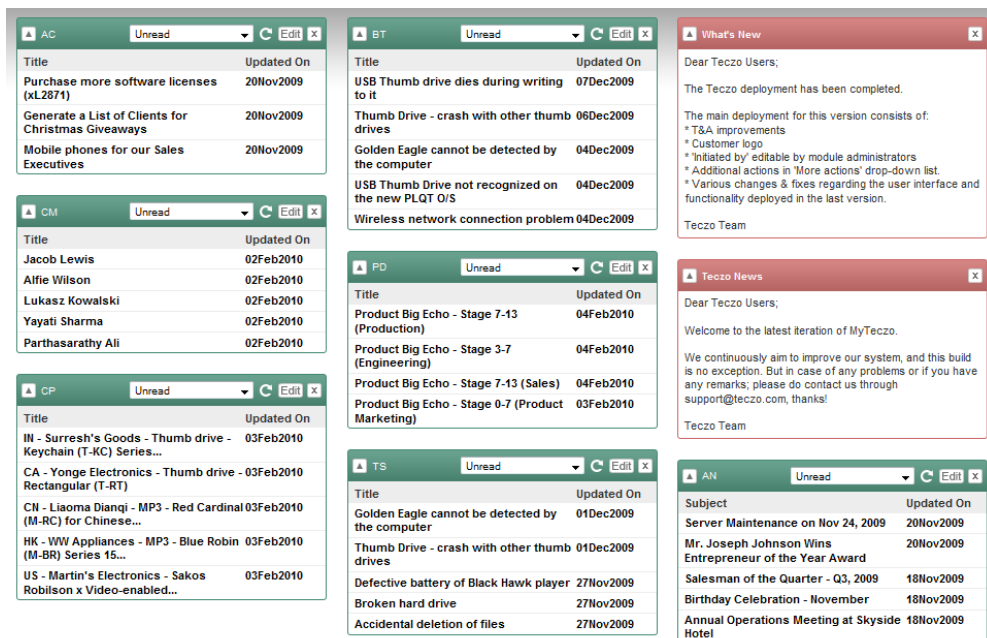 AC Unread Edit x
Title Updated On
Purchase more software licenses 20Nov2009
(xL2871)
Generate a List of Clients for 20Nov2009
Christmas Giveaways
Mobile phones for our Sales 20Nov2009
Executives
CM Unread Edit x
Title Updated On
Jacob Lewis 02Feb2010
Alfie Wilson 02Feb2010
Lukasz Kowalski 02Feb2010
Yayati Sharma 02Feb2010
Parthasarathy Ali 02Feb2010
CP Unread Edit x
Title Updated On
IN - Surresh's Goods - Thumb drive - 03Feb2010
Keychain (T-KC) Series...
CA - Yonge Electronics - Thumb drive - 03Feb2010
Rectangular (T-RT)
CN - Liaoma Dianqi - MP3 - Red Cardinal 03Feb2010
(M-RC) for Chinese...
HK - WW Appliances - MP3 - Blue Robin 03Feb2010
(M-BR) Series 15...
US - Martin's Electronics - Sakos 03Feb2010
Robilson x Video-enabled...
BT Unread Edit x
Title Updated On
USB Thumb drive dies during writing 07Dec2009
to it
Thumb Drive - crash with other thumb 06Dec2009
drives
Golden Eagle cannot be detected by 04Dec2009
the computer
USB Thumb Drive not recognized on 04Dec2009
the new PLQT O/S
Wireless network connection problem 04Dec2009
PD Unread Edit x
Title Updated On
Product Big Echo - Stage 7-13 04Feb2010
(Production)
Product Big Echo - Stage 3-7 04Feb2010
(Engineering)
Product Big Echo - Stage 7-13 (Sales) 04Feb2010
Product Big Echo - Stage 0-7 (Product 03Feb2010
Marketing)
TS Unread Edit x
Title Updated On
Golden Eagle cannot be detected by 01Dec2009
the computer
Thumb Drive - crash with other thumb 01Dec2009
drives
Defective battery of Black Hawk player 27Nov2009
Broken hard drive 27Nov2009
Accidental deletion of files 27Nov2009
What's New x
Dear Teczo Users;
The Teczo deployment has been completed.
The main deployment for this version consists of:
* T&A improvements
* Customer logo
* 'Initiated by' editable by module administrators
* Additional actions in 'More actions' drop-down list.
* Various changes & fixes regarding the user interface and
functionality deployed in the last version.
Teczo Team
Teczo News x
Dear Teczo Users;
Welcome to the latest iteration of MyTeczo.
We continuously aim to improve our system, and this build
is no exception. But in case of any problems or if you have
any remarks; please do contact us through
support@teczo.com, thanks!
Teczo Team
AN Unread Edit x
Subject Updated On
Server Maintenance on Nov 24, 2009 20Nov2009
Mr. Joseph Johnson Wins 20Nov2009
Entrepreneur of the Year Award
Salesman of the Quarter - Q3, 2009 18Nov2009
Birthday Celebration - November 18Nov2009
Annual Operations Meeting at Skyside 18Nov2009
Hotel